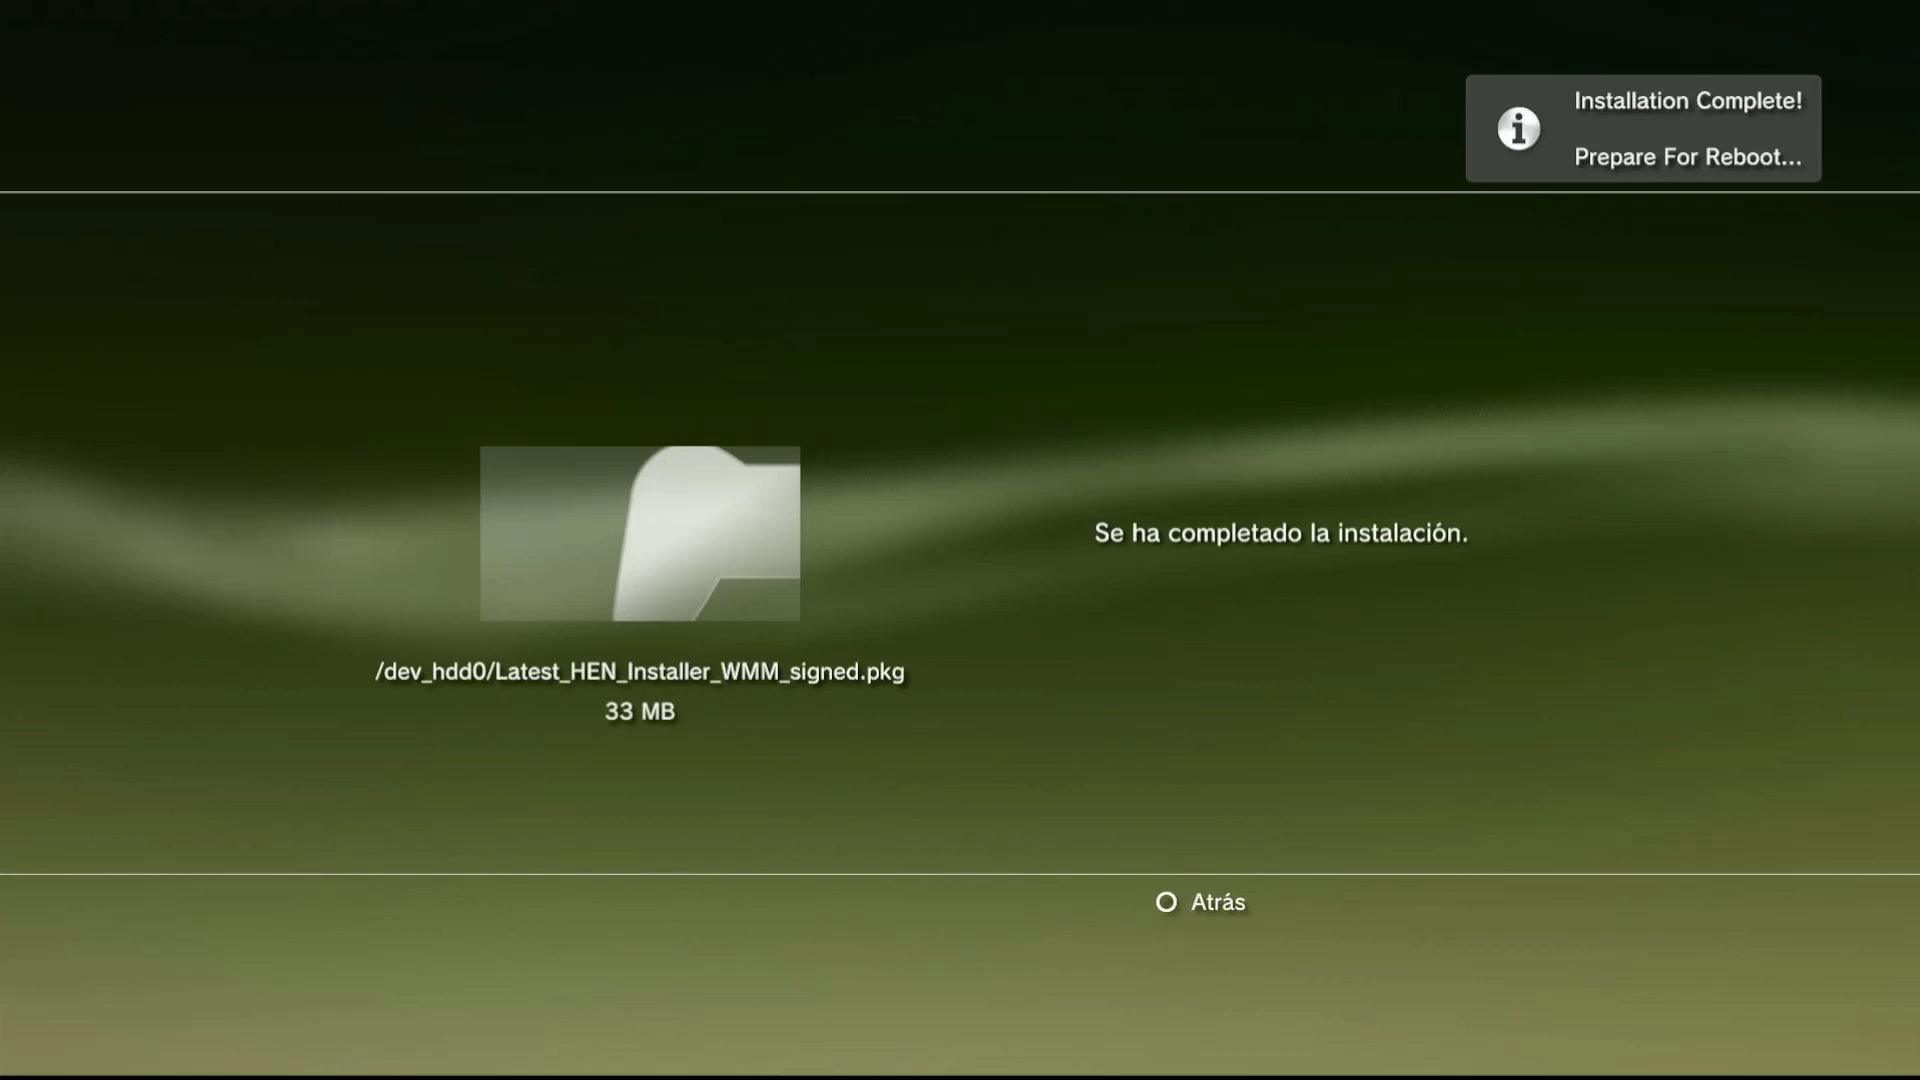 Installation Complete!
Prepare For Reboot...
Se ha completado la instalación.
/dev_hdd0/Latest_HEN_Installer_WMM_signed.pkg
33 MB
Atrás